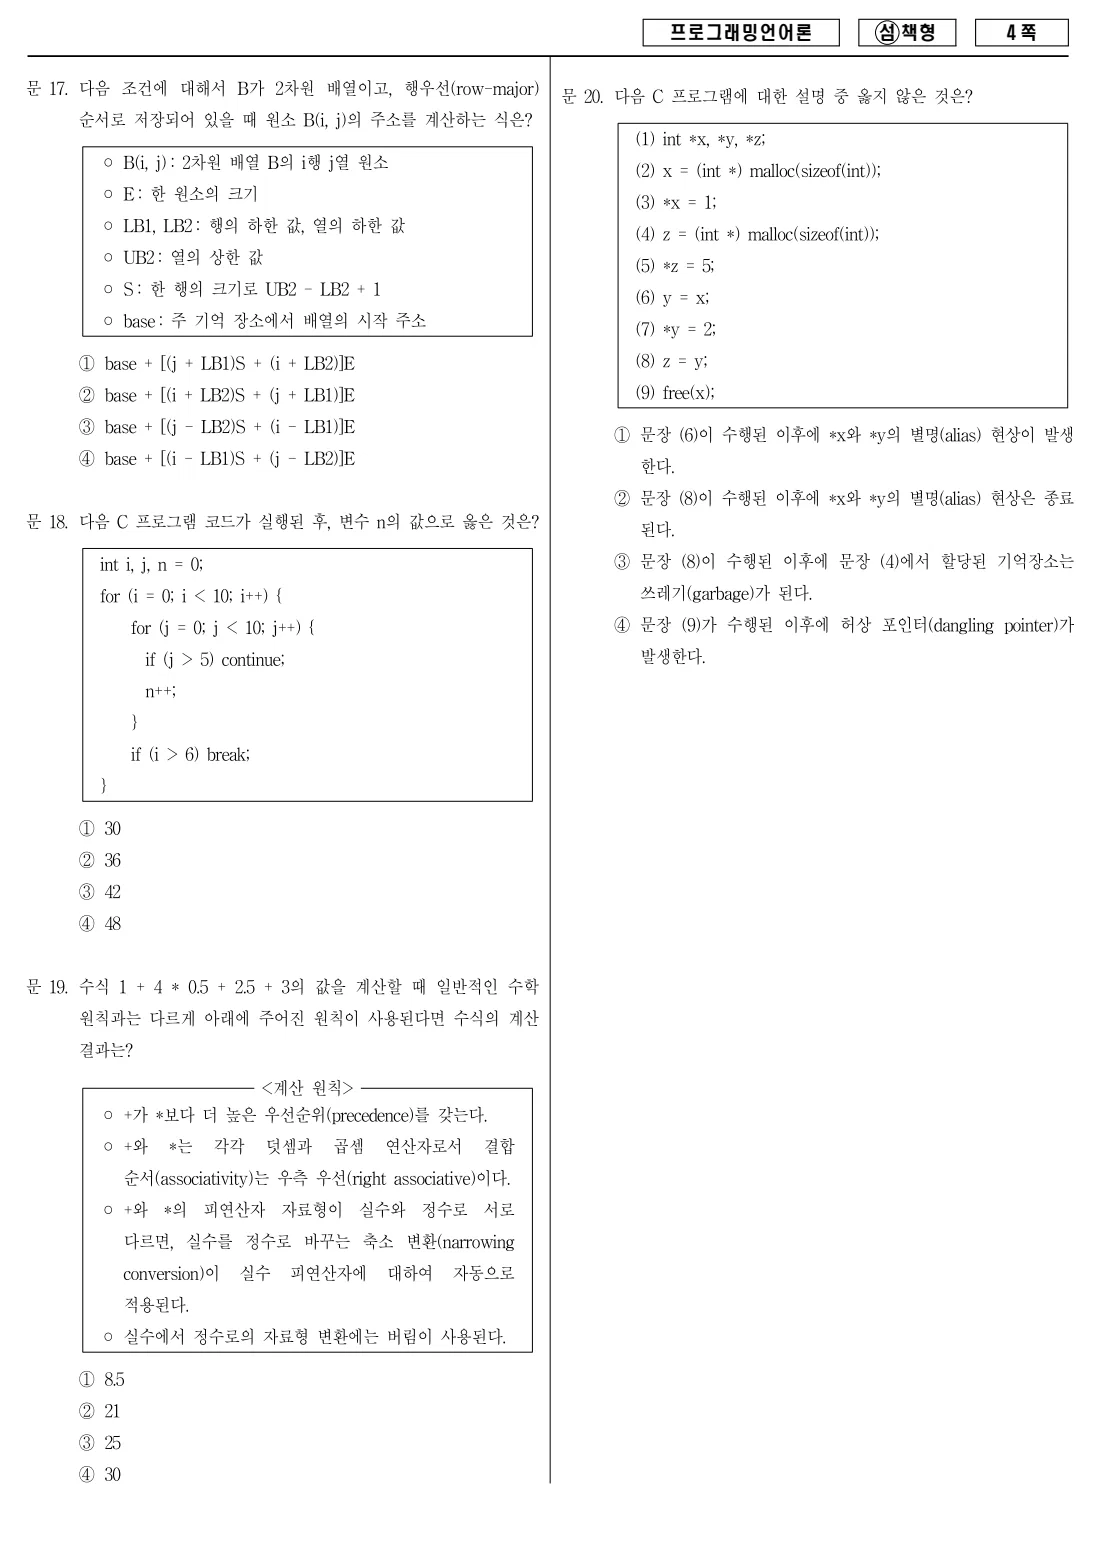 프로그래밍언어론
섬책형
4쪽
문 17. 다음 조건에 대해서 B가 2차원 배열이고, 행우선(row-major)
순서로 저장되어 있을 때 원소 B(i, j)의 주소를 계산하는 식은?
○ B(i, j) : 2차원 배열 B의 i행 j열 원소
○ E : 한 원소의 크기
○ LB1, LB2 : 행의 하한 값, 열의 하한 값
○ UB2 : 열의 상한 값
○ S : 한 행의 크기로 UB2 - LB2 + 1
○ base : 주 기억 장소에서 배열의 시작 주소
① base + [(j + LB1)S + (i + LB2)]E
② base + [(i + LB2)S + (j + LB1)]E
③ base + [(j - LB2)S + (i - LB1)]E
④ base + [(i - LB1)S + (j - LB2)]E
문 18. 다음 C 프로그램 코드가 실행된 후, 변수 n의 값으로 옳은 것은?
int i, j, n = 0;
for (i = 0; i < 10; i++) {
for (j = 0; j < 10; j++) {
if (j > 5) continue;
n++;
}
if (i > 6) break;
}
① 30
② 36
③ 42
④ 48
문 19. 수식 1 + 4 * 0.5 + 2.5 + 3의 값을 계산할 때 일반적인 수학
원칙과는 다르게 아래에 주어진 원칙이 사용된다면 수식의 계산
결과는?
<계산 원칙>
○ +가 *보다 더 높은 우선순위(precedence)를 갖는다.
○ +와 *는 각각 덧셈과 곱셈 연산자로서 결합
순서(associativity)는 우측 우선(right associative)이다.
○ +와 *의 피연산자 자료형이 실수와 정수로 서로
다르면, 실수를 정수로 바꾸는 축소 변환(narrowing
conversion)이 실수 피연산자에 대하여 자동으로
적용된다.
○ 실수에서 정수로의 자료형 변환에는 버림이 사용된다.
① 8.5
② 21
③ 25
④ 30
문 20. 다음 C 프로그램에 대한 설명 중 옳지 않은 것은?
(1) int *x, *y, *z;
(2) x = (int *) malloc(sizeof(int));
(3) *x = 1;
(4) z = (int *) malloc(sizeof(int));
(5) *z = 5;
(6) y = x;
(7) *y = 2;
(8) z = y;
(9) free(x);
① 문장 (6)이 수행된 이후에 *x와 *y의 별명(alias) 현상이 발생
한다.
② 문장 (8)이 수행된 이후에 *x와 *y의 별명(alias) 현상은 종료
된다.
③ 문장 (8)이 수행된 이후에 문장 (4)에서 할당된 기억장소는
쓰레기(garbage)가 된다.
④ 문장 (9)가 수행된 이후에 허상 포인터(dangling pointer)가
발생한다.